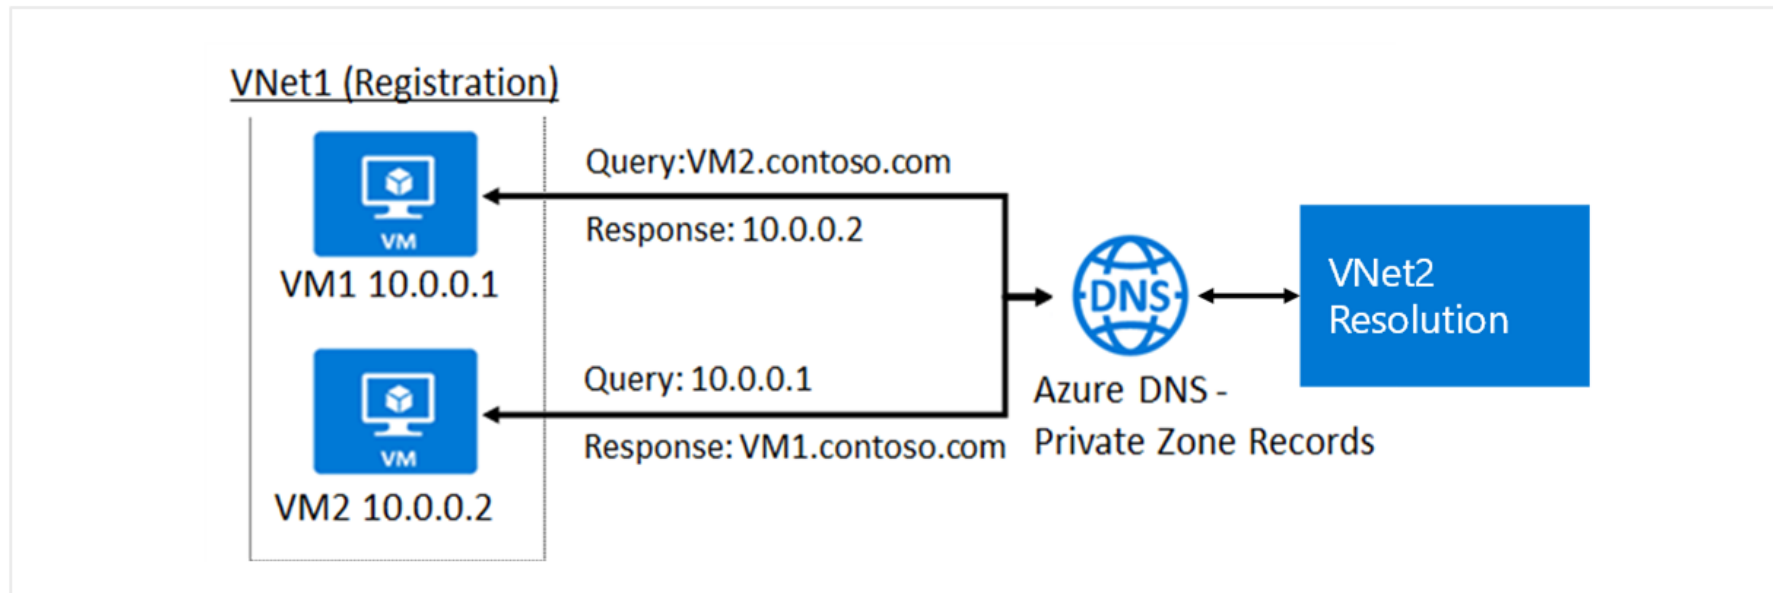 VNet1 (Registration)
VM
VM1 10.0.0.1
VM
VM2 10.0.0.2
Query:VM2.contoso.com
Response: 10.0.0.2
Query: 10.0.0.1
Response: VM1.contoso.com
DNS
Azure DNS -
Private Zone Records
VNet2
Resolution